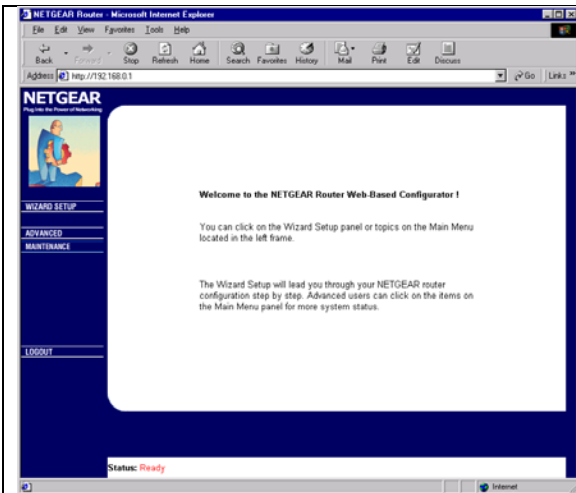 NETGEAR Router - Microsoft Internet Explorer
File Edit View Favorites Tools Help
Back Forward Stop Refresh Home Search Favorites History Mail Print Edit Discuss
Address http://192.168.0.1 Go Links »
NETGEAR
Plug Into the Power of Networking
WIZARD SETUP
ADVANCED
MAINTENANCE
LOGOUT
Welcome to the NETGEAR Router Web-Based Configurator !
You can click on the Wizard Setup panel or topics on the Main Menu
located in the left frame.
The Wizard Setup will lead you through your NETGEAR router
configuration step by step. Advanced users can click on the items on
the Main Menu panel for more system status.
Status: Ready
Internet